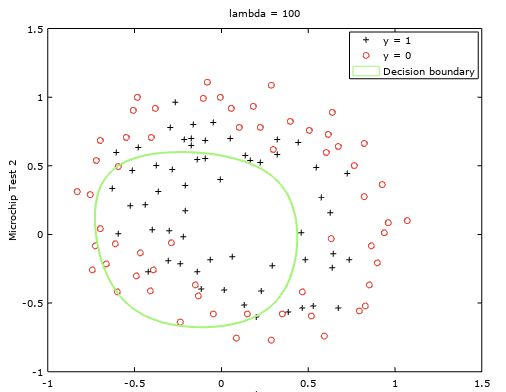 lambda = 100
1.5
y = 1
y = 0
Decision boundary
1
0.5
Microchip Test 2
0
-0.5
-1
-1 -0.5 0 0.5 1 1.5